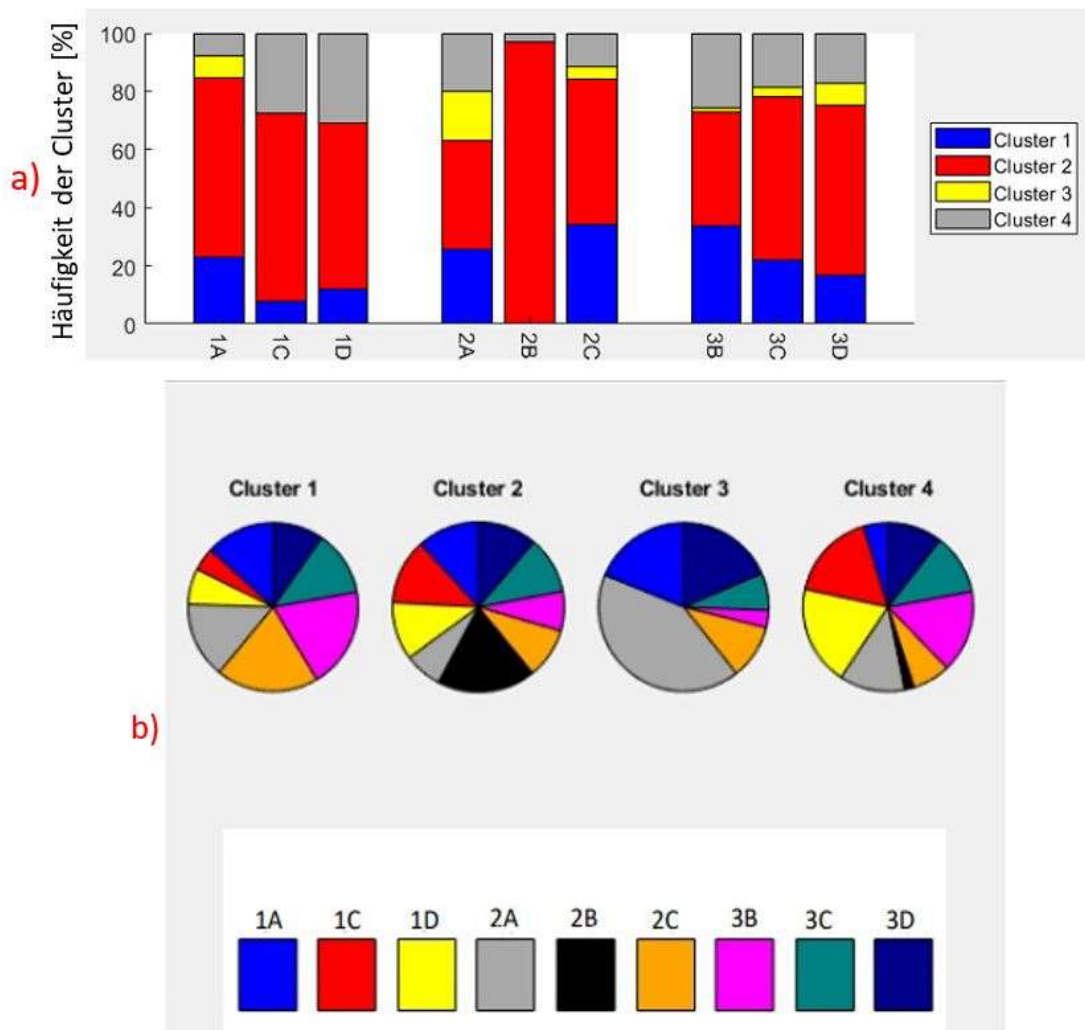 a)
Häufigkeit der Cluster [%]
100
80
60
40
20
0
1A 1C 1D 2A 2B 2C 3B 3C 3D
Cluster 1
Cluster 2
Cluster 3
Cluster 4
b)
Cluster 1 Cluster 2 Cluster 3 Cluster 4
1A 1C 1D 2A 2B 2C 3B 3C 3D